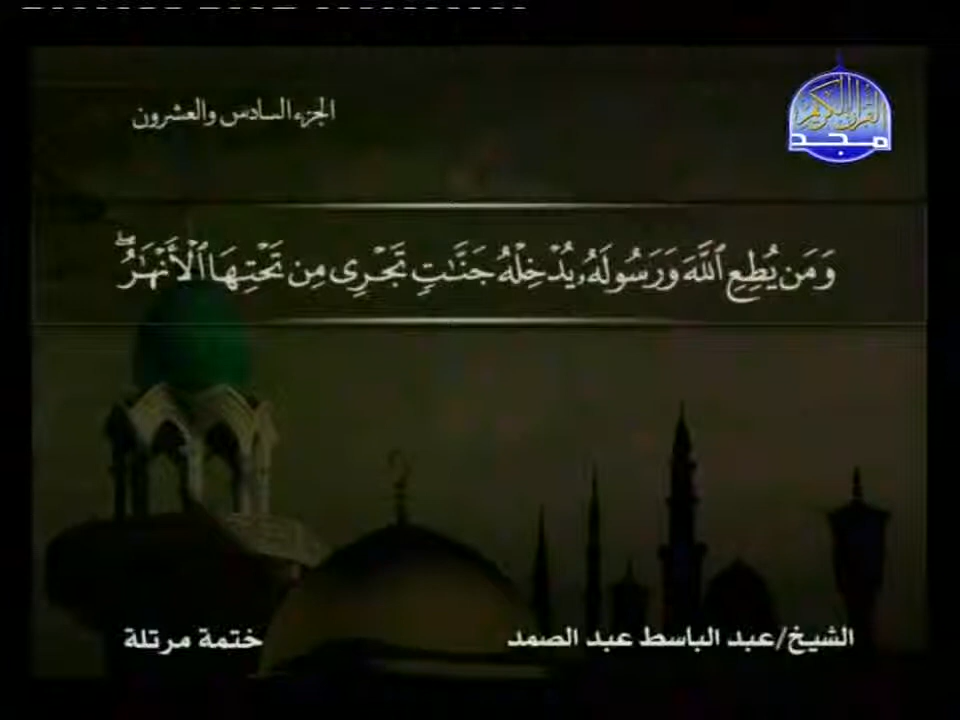 القرآن الكريم
مجد
الجزء السادس والعشرون
وَمَن يُطِعِ ٱللَّهَ وَرَسُولَهُۥ يُدْخِلْهُ جَنَّـٰتٍ تَجْرِى مِن تَحْتِهَا ٱلْأَنْهَـٰرُ ۖ
الشيخ/عبد الباسط عبد الصمد
ختمة مرتلة